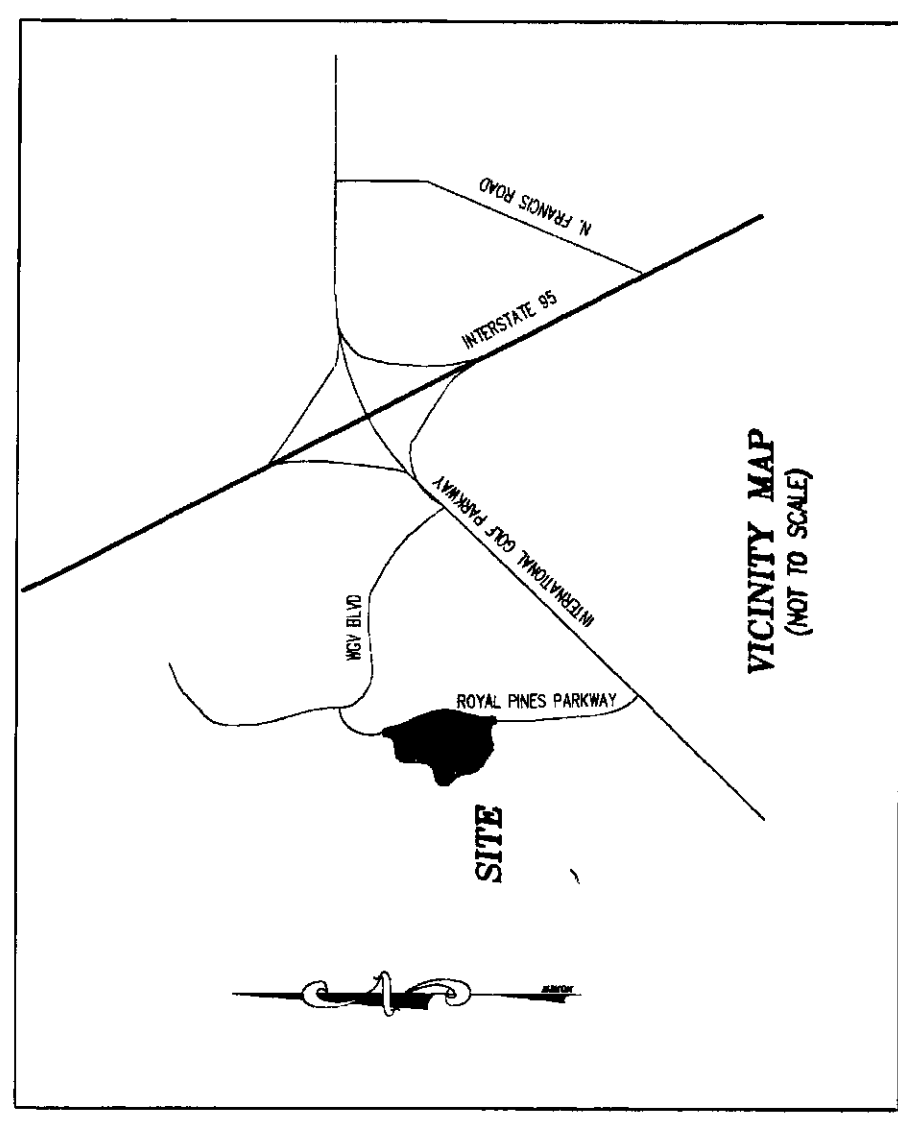 N. FRANCIS ROAD
INTERSTATE 95
INTERNATIONAL GOLF PARKWAY
WGV BLVD
ROYAL PINES PARKWAY
SITE
VICINITY MAP
(NOT TO SCALE)